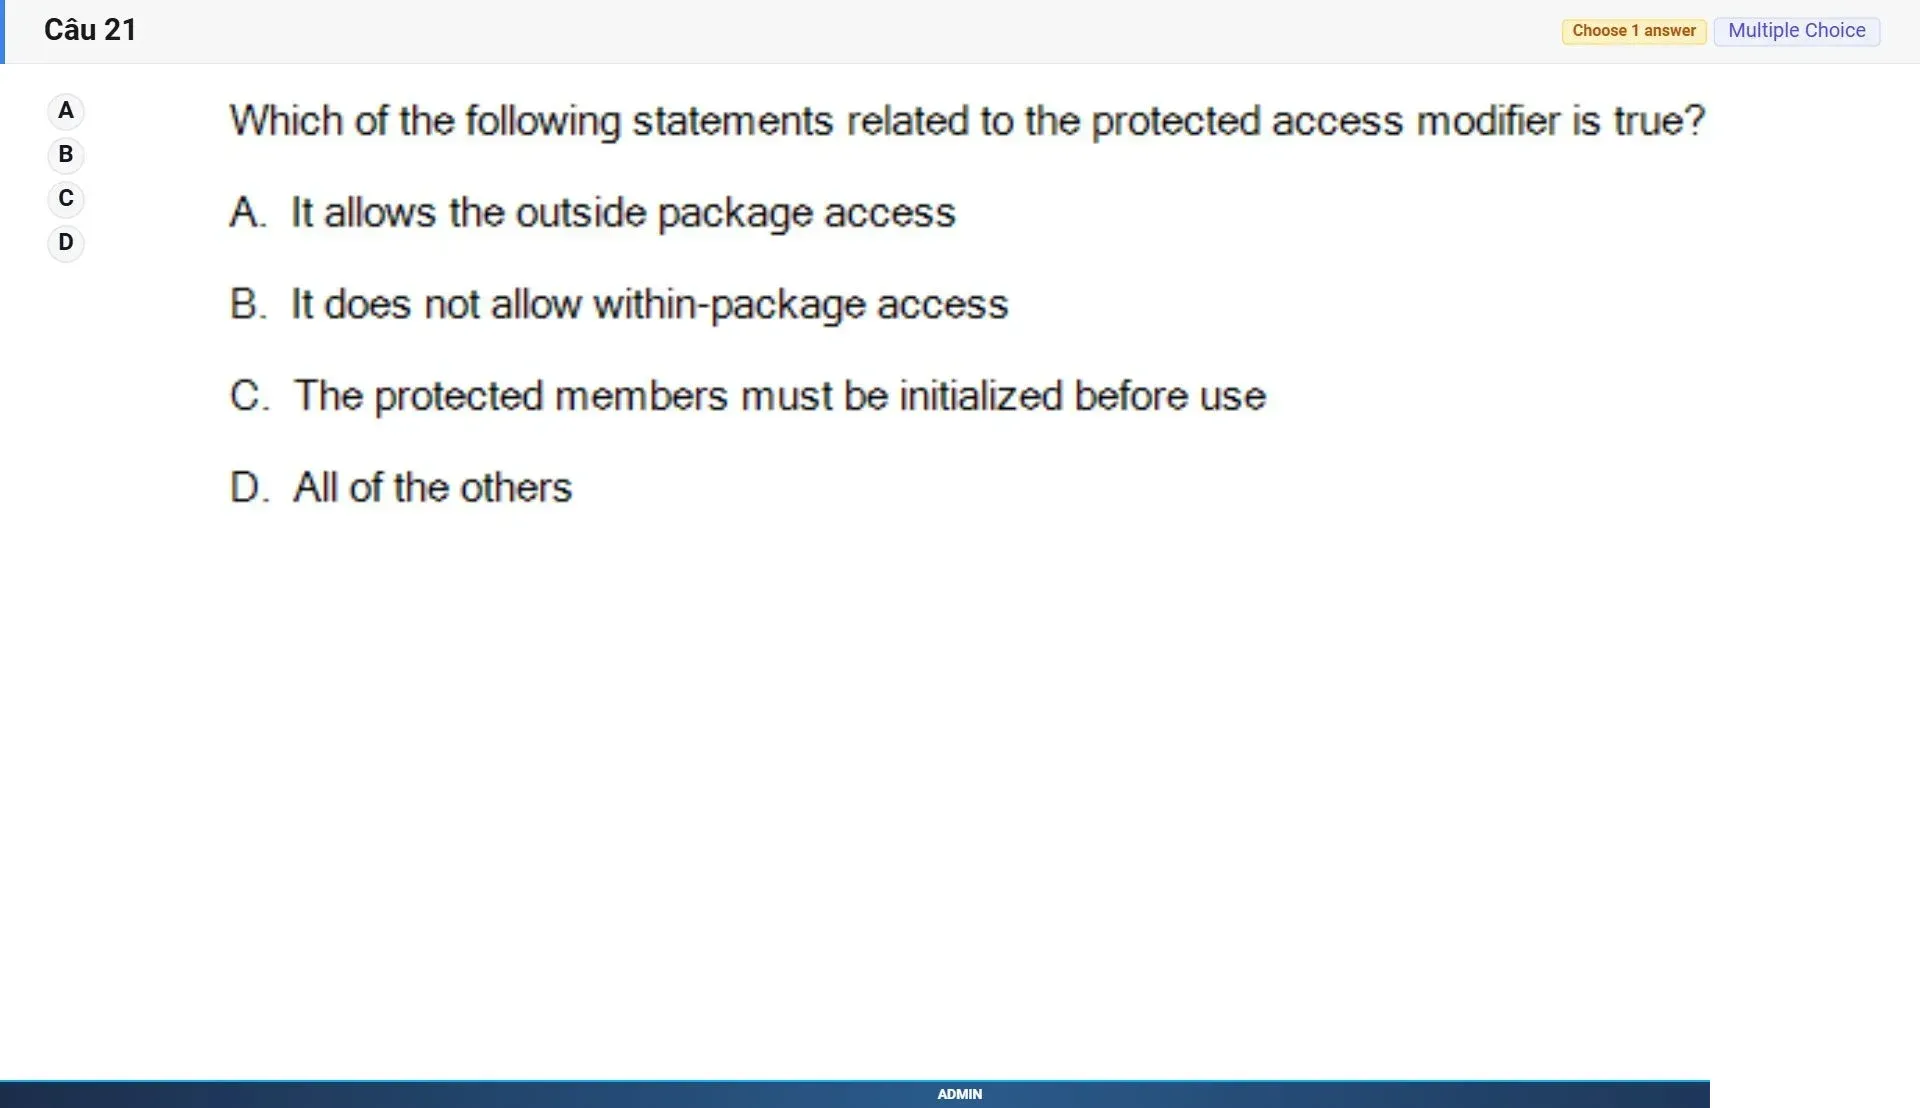 Câu 21
Choose 1 answer
Multiple Choice
A
B
C
D
Which of the following statements related to the protected access modifier is true?
A. It allows the outside package access
B. It does not allow within-package access
C. The protected members must be initialized before use
D. All of the others
ADMIN